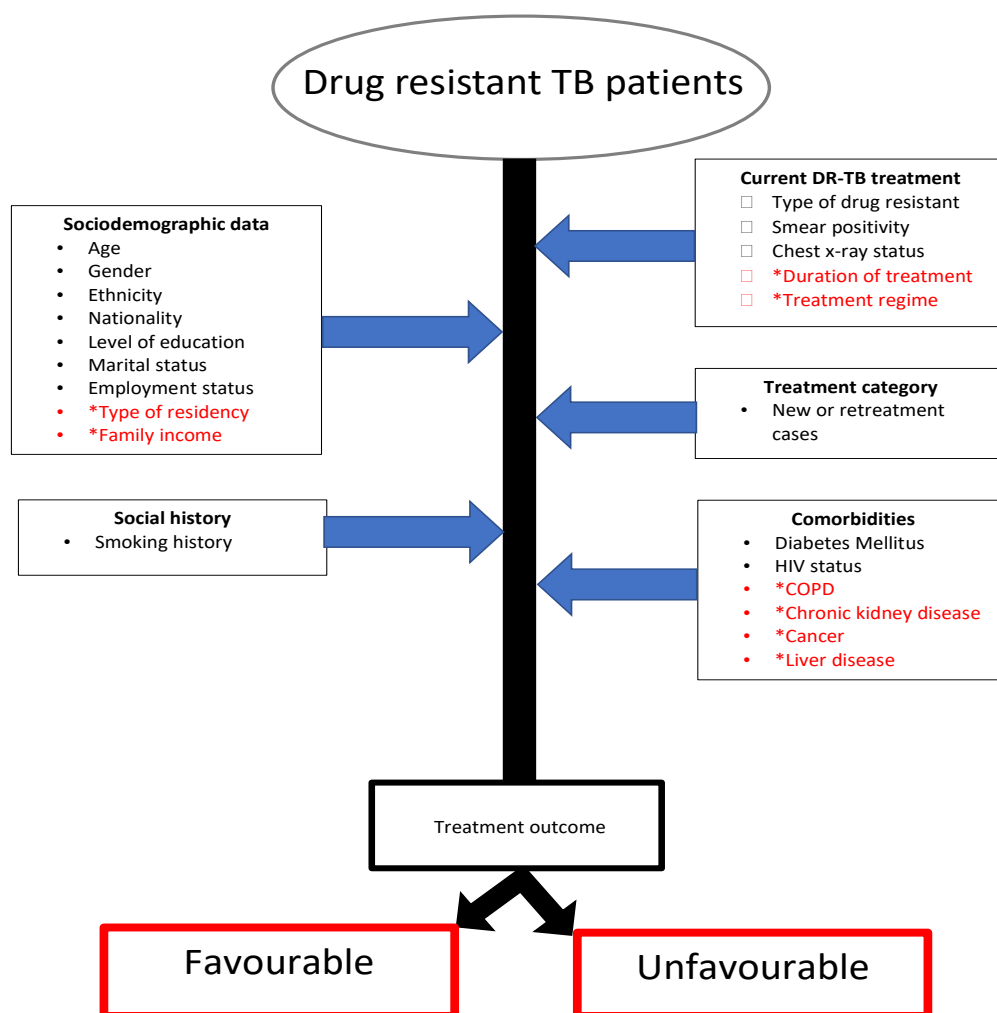 Drug resistant TB patients
Sociodemographic data
• Age
• Gender
• Ethnicity
• Nationality
• Level of education
• Marital status
• Employment status
• *Type of residency
• *Family income
Social history
• Smoking history
Current DR-TB treatment
□ Type of drug resistant
□ Smear positivity
□ Chest x-ray status
□ *Duration of treatment
□ *Treatment regime
Treatment category
• New or retreatment
cases
Comorbidities
• Diabetes Mellitus
• HIV status
• *COPD
• *Chronic kidney disease
• *Cancer
• *Liver disease
Treatment outcome
Favourable
Unfavourable